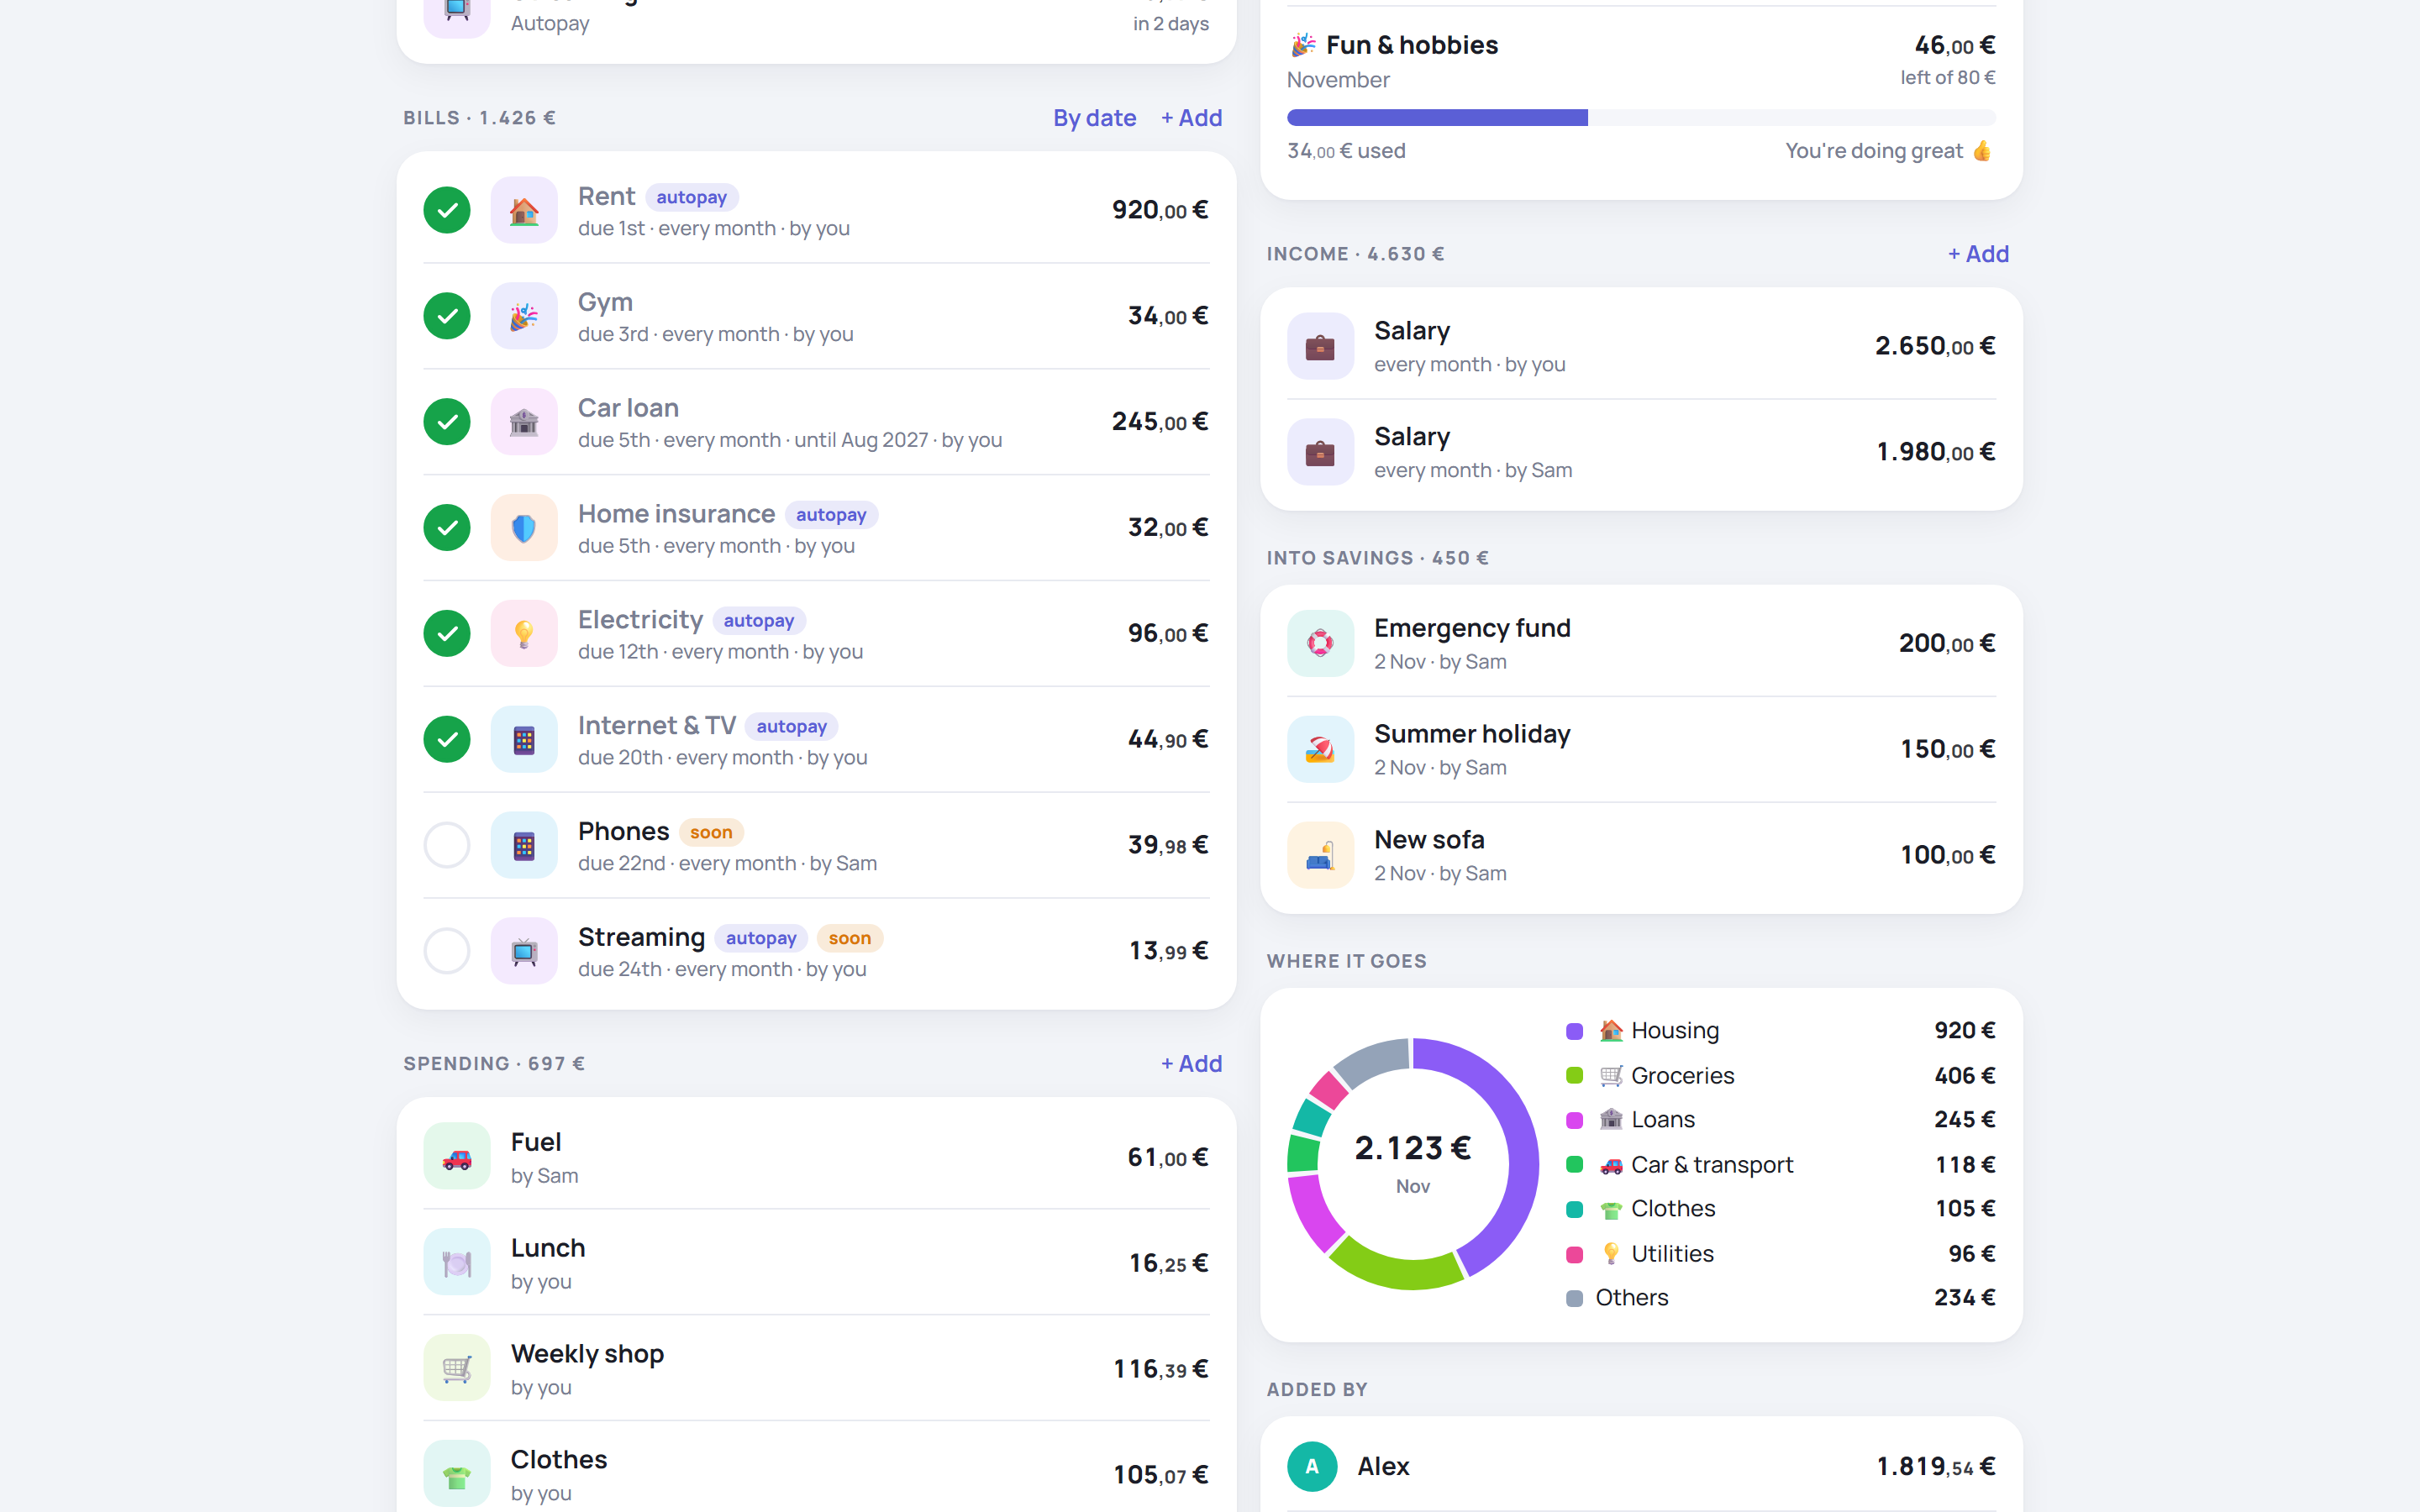 Autopay
in 2 days
BILLS · 1.426 €
By date
+ Add
Rent autopay
due 1st · every month · by you
920,00 €
Gym
due 3rd · every month · by you
34,00 €
Car loan
due 5th · every month · until Aug 2027 · by you
245,00 €
Home insurance autopay
due 5th · every month · by you
32,00 €
Electricity autopay
due 12th · every month · by you
96,00 €
Internet & TV autopay
due 20th · every month · by you
44,90 €
Phones soon
due 22nd · every month · by Sam
39,98 €
Streaming autopay soon
due 24th · every month · by you
13,99 €
SPENDING · 697 €
+ Add
Fuel
by Sam
61,00 €
Lunch
by you
16,25 €
Weekly shop
by you
116,39 €
Clothes
by you
105,07 €
Fun & hobbies
46,00 €
November
left of 80 €
34,00 € used
You're doing great
INCOME · 4.630 €
+ Add
Salary
every month · by you
2.650,00 €
Salary
every month · by Sam
1.980,00 €
INTO SAVINGS · 450 €
Emergency fund
2 Nov · by Sam
200,00 €
Summer holiday
2 Nov · by Sam
150,00 €
New sofa
2 Nov · by Sam
100,00 €
WHERE IT GOES
2.123 €
Nov
Housing 920 €
Groceries 406 €
Loans 245 €
Car & transport 118 €
Clothes 105 €
Utilities 96 €
Others 234 €
ADDED BY
A
Alex
1.819,54 €